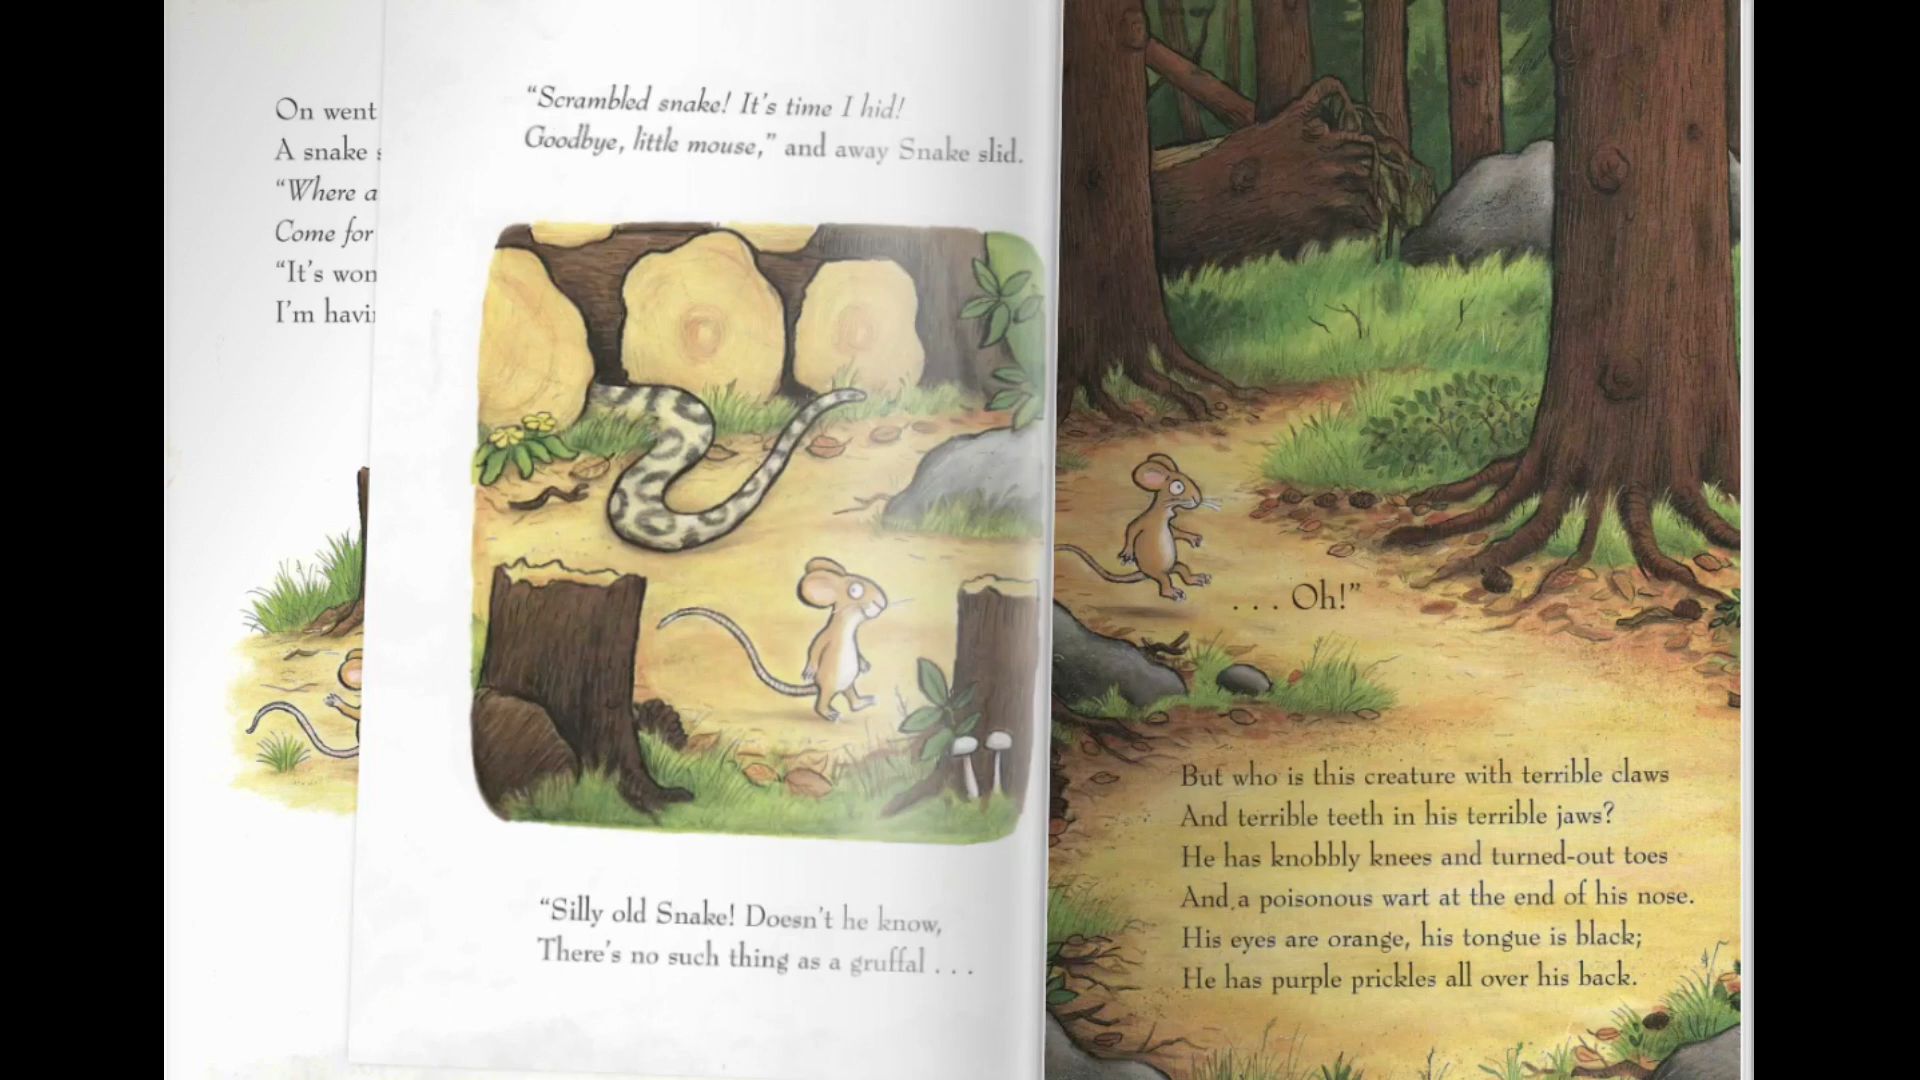 On went
A snake
"Where a
Come for
"It's won
I'm havi
"Scrambled snake! It's time I hid!
Goodbye, little mouse," and away Snake slid.
"Silly old Snake! Doesn't he know,
There's no such thing as a gruffal . . .
. . . Oh!"
But who is this creature with terrible claws
And terrible teeth in his terrible jaws?
He has knobbly knees and turned-out toes
And a poisonous wart at the end of his nose.
His eyes are orange, his tongue is black;
He has purple prickles all over his back.